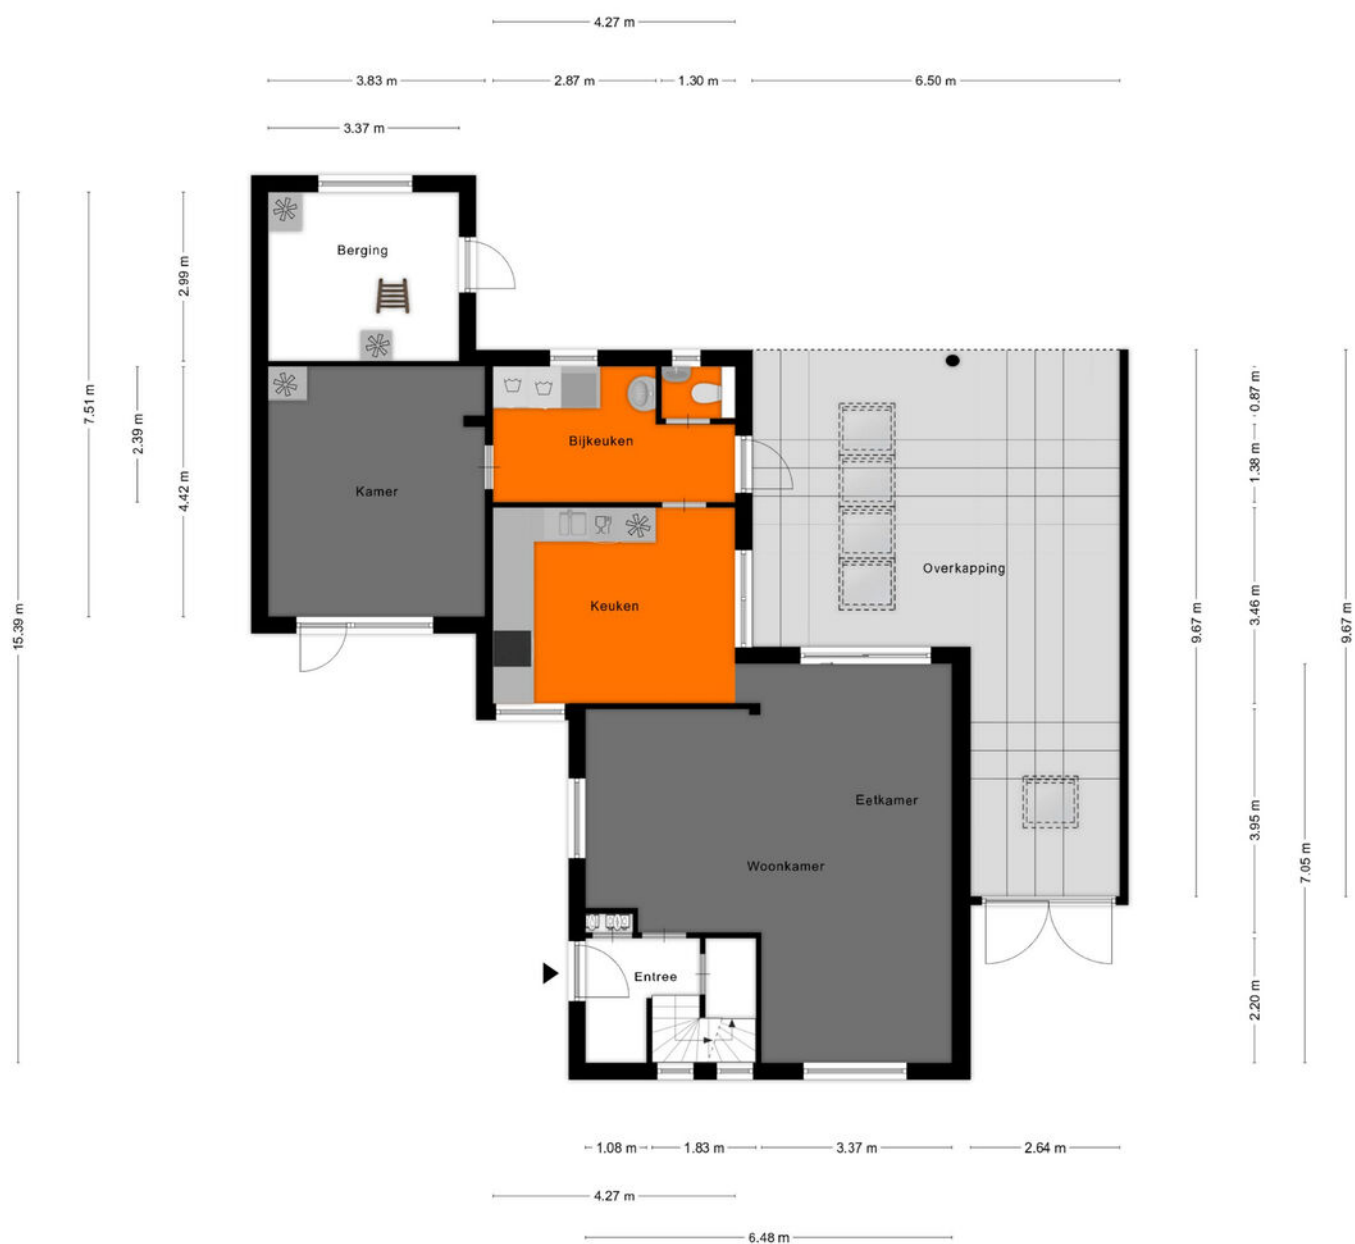 4.27 m
3.83 m
2.87 m
1.30 m
6.50 m
3.37 m
Berging
2.99 m
7.51 m
2.39 m
4.42 m
15.39 m
Kamer
Bijkeuken
Keuken
Overkapping
0.87 m
1.38 m
3.46 m
9.67 m
9.67 m
Eetkamer
Woonkamer
3.95 m
7.05 m
Entree
2.20 m
1.08 m
1.83 m
3.37 m
2.64 m
4.27 m
6.48 m